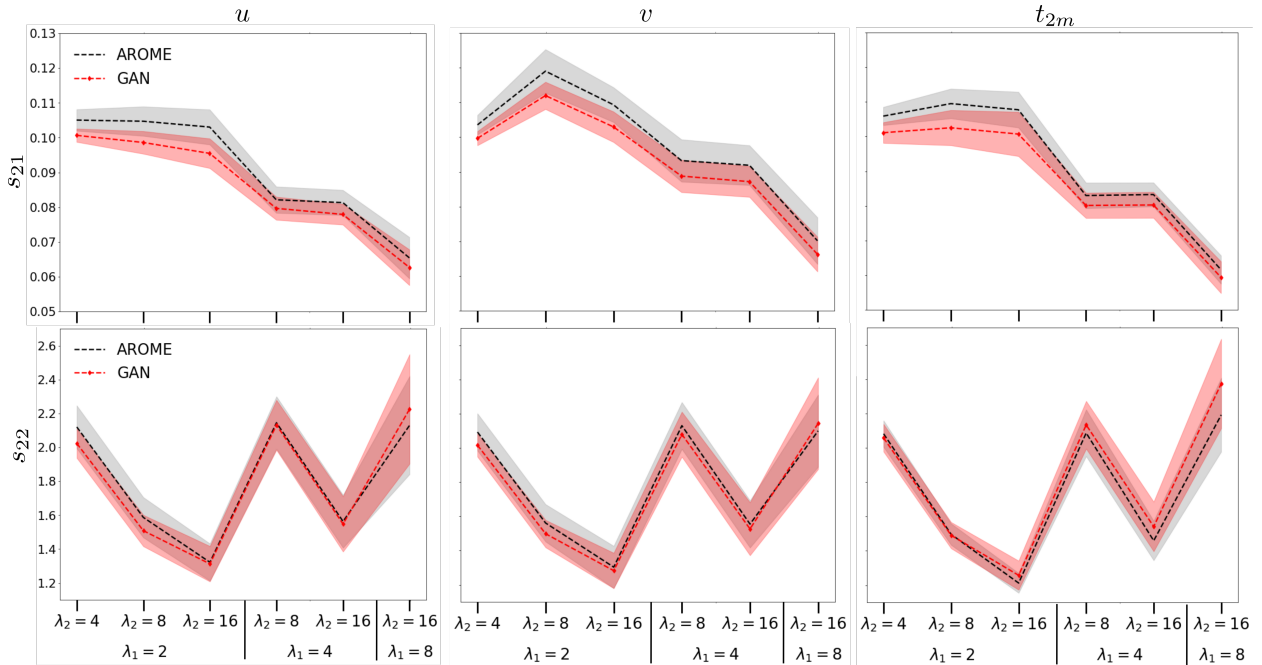 u v t₂ₘ
s₂₁
0.13
0.12
0.11
0.10
0.09
0.08
0.07
0.06
0.05
AROME
GAN
s₂₂
2.6
2.4
2.2
2.0
1.8
1.6
1.4
1.2
AROME
GAN
λ₂ = 4 λ₂ = 8 λ₂ = 16 λ₂ = 8 λ₂ = 16 λ₂ = 16 λ₂ = 4 λ₂ = 8 λ₂ = 16 λ₂ = 8 λ₂ = 16 λ₂ = 16 λ₂ = 4 λ₂ = 8 λ₂ = 16 λ₂ = 8 λ₂ = 16 λ₂ = 16
λ₁ = 2 λ₁ = 4 λ₁ = 8 λ₁ = 2 λ₁ = 4 λ₁ = 8 λ₁ = 2 λ₁ = 4 λ₁ = 8